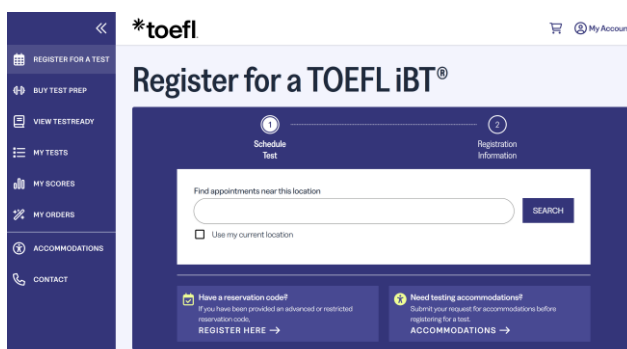 «
*toefl
My Accoun
REGISTER FOR A TEST
BUY TEST PREP
VIEW TESTREADY
MY TESTS
MY SCORES
MY ORDERS
ACCOMMODATIONS
CONTACT
Register for a TOEFL iBT®
1
Schedule
Test
2
Registration
Information
Find appointments near this location
SEARCH
Use my current location
Have a reservation code?
If you have been provided an advanced or restricted
reservation code,
REGISTER HERE →
Need testing accommodations?
Submit your request for accommodations before
registering for a test.
ACCOMMODATIONS →